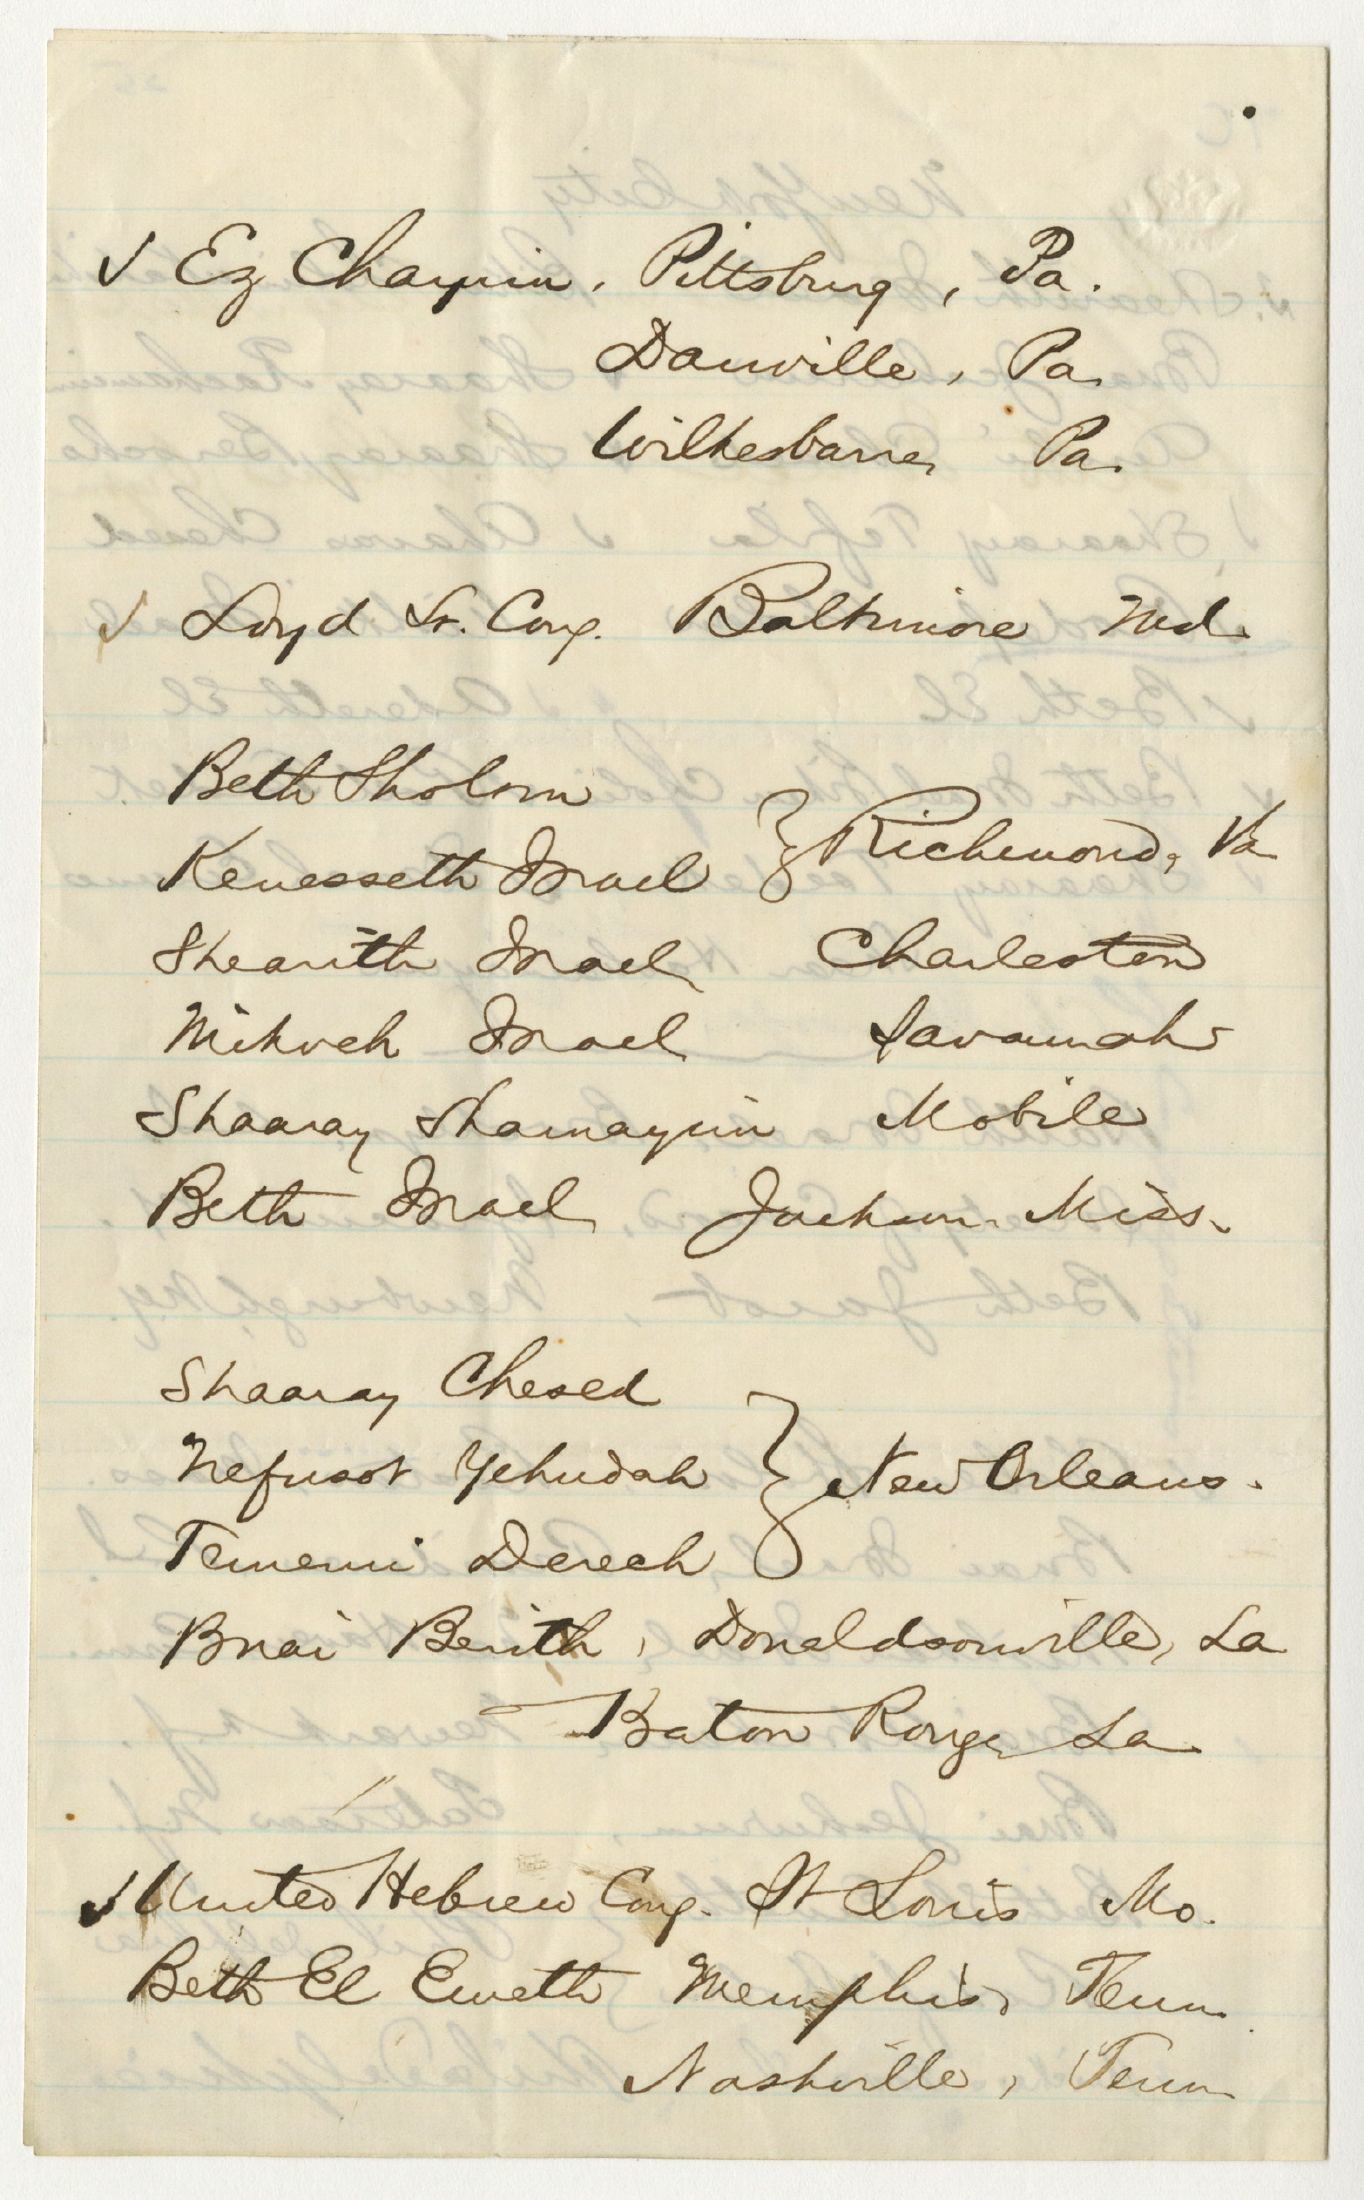 ✓ Ez Chayim, Pittsburg, Pa.
Danville, Pa.
Wilkesbarre, Pa.
✓ Loyd St. Cong. Baltimore Md.
Beth Sholom
Kenesseth Israel } Richmond, Va
Shearith Israel Charleston
Mikveh Israel Savannah
Shaaray Shamayim Mobile
Beth Israel Jackson. Miss.
Shaaray Chesed
Nefusot Yehudah } New Orleans.
Tememi Derech
Bnai Berith, Donaldsonville, La
Baton Rouge, La.
✓ United Hebrew Cong. St Louis Mo.
Beth El Emeth Memphis, Tenn.
Nashville, Tenn.